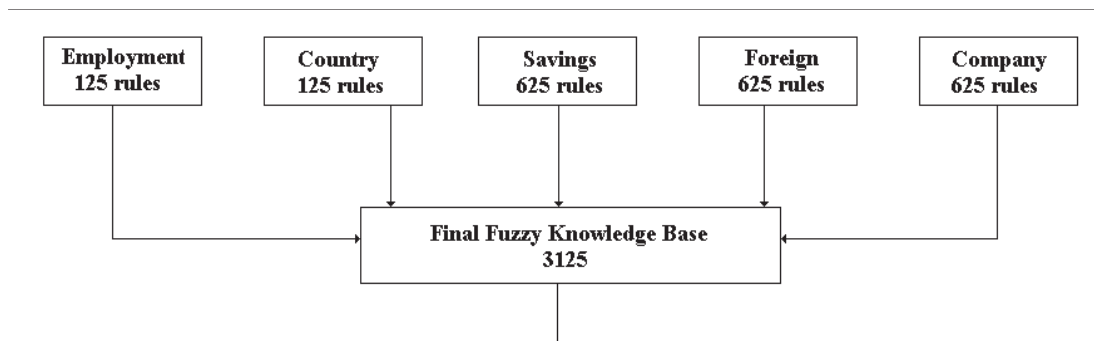 Employment
125 rules
Country
125 rules
Savings
625 rules
Foreign
625 rules
Company
625 rules
Final Fuzzy Knowledge Base
3125